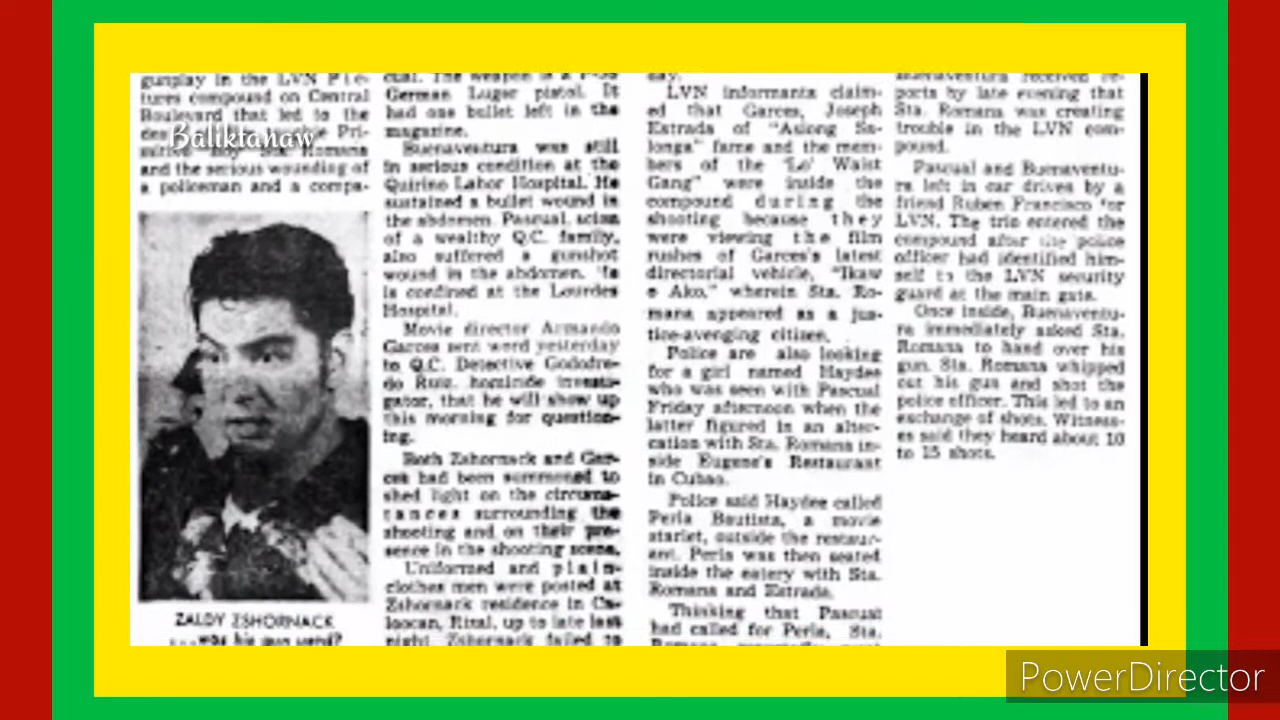 gunplay in the LVN Pic-
tures compound on Central
Boulevard that led to the
Baliktanaw
Pri-
mitivo "Boy" Sta. Romana
and the serious wounding of
a policeman and a compa-
ZALDY ZSHORNACK
...was his gun used?
dual. The weapon is a P-38
German Luger pistol. It
had one bullet left in the
magazine.
Buenaventura was still
in serious condition at the
Quirino Labor Hospital. He
sustained a bullet wound in
the abdomen. Pascual, scion
of a wealthy Q.C. family,
also suffered a gunshot
wound in the abdomen.
is confined at the Lourdes
Hospital.
Movie director Armando
Garces sent word yesterday
to Q.C. Detective Godofre-
do Ruiz, homicide investi-
gator, that he will show up
this morning for question-
ing.
Both Zshornack and Gar-
ces had been summoned to
shed light on the circums-
tances surrounding the
shooting and on their pre-
sence in the shooting scene.
Uniformed and plain-
clothes men were posted at
Zshornack residence in Ca-
loocan, Rizal, up to late last
night. Zshornack failed to
day.
LVN informants claim-
ed that Garces, Joseph
Estrada of "Asiong Sa-
longa" fame and the mem-
bers of the 'Lo' Waist
Gang" were inside the
compound during the
shooting because they
were viewing the film
rushes of Garces's latest
directorial vehicle, "Ikaw
o Ako," wherein Sta. Ro-
mana appeared as a jus-
tice-avenging citizen.
Police are also looking
for a girl named Haydee
who was seen with Pascual
Friday afternoon when the
latter figured in an alter-
cation with Sta. Romana in-
side Eugene's Restaurant
in Cubao.
Police said Haydee called
Perla Bautista, a movie
starlet, outside the restaur-
ant. Perla was then seated
inside the eatery with Sta.
Romana and Estrada.
Thinking that Pascual
had called for Perla, Sta.
Romana
Buenaventura received re-
ports by late evening that
Sta. Romana was creating
trouble in the LVN com-
pound.
Pascual and Buenaventu-
ra left in car driven by a
friend Ruben Francisco for
LVN. The trio entered the
compound after the police
officer had identified him-
self to the LVN security
guard at the main gate.
Once inside, Buenaventu-
ra immediately asked Sta.
Romana to hand over his
gun. Sta. Romana whipped
out his gun and shot the
police officer. This led to an
exchange of shots. Witness-
es said they heard about 10
to 15 shots.
PowerDirector